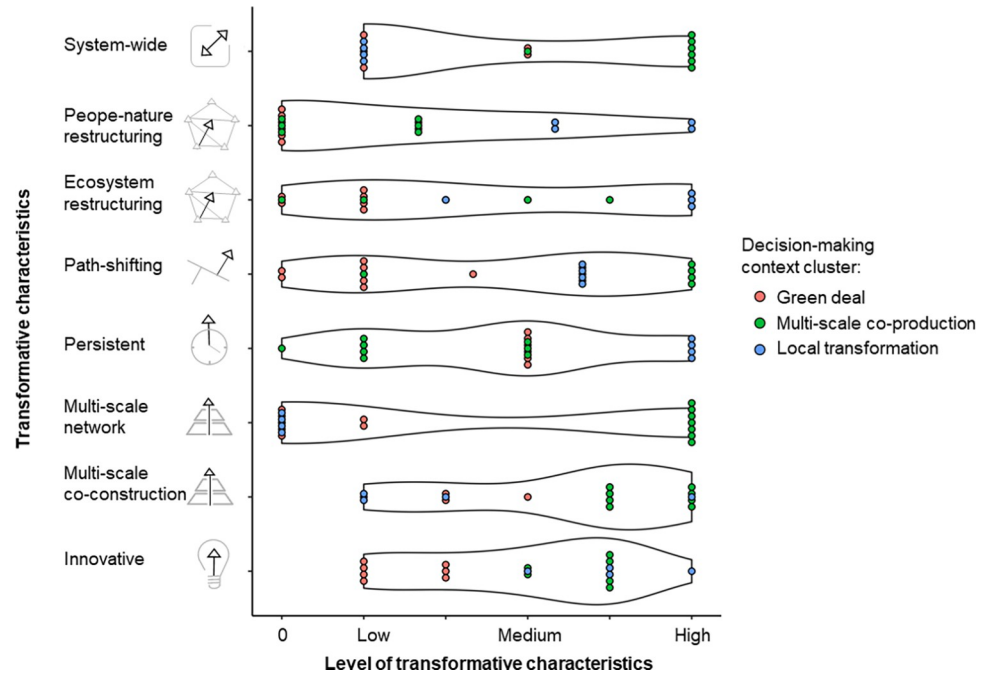 System-wide
Peope-nature
restructuring
Ecosystem
restructuring
Path-shifting
Persistent
Multi-scale
network
Multi-scale
co-construction
Innovative
Transformative characteristics
0
Low
Medium
High
Level of transformative characteristics
Decision-making
context cluster:
Green deal
Multi-scale co-production
Local transformation